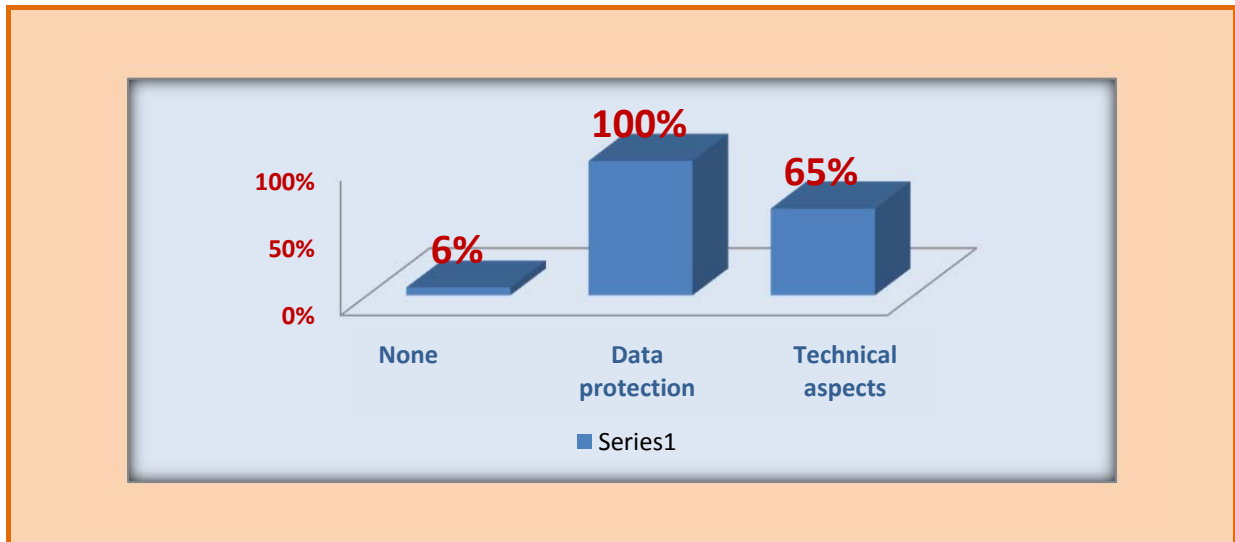 100%
6%
65%
100%
50%
0%
None
Data
protection
Technical
aspects
Series1